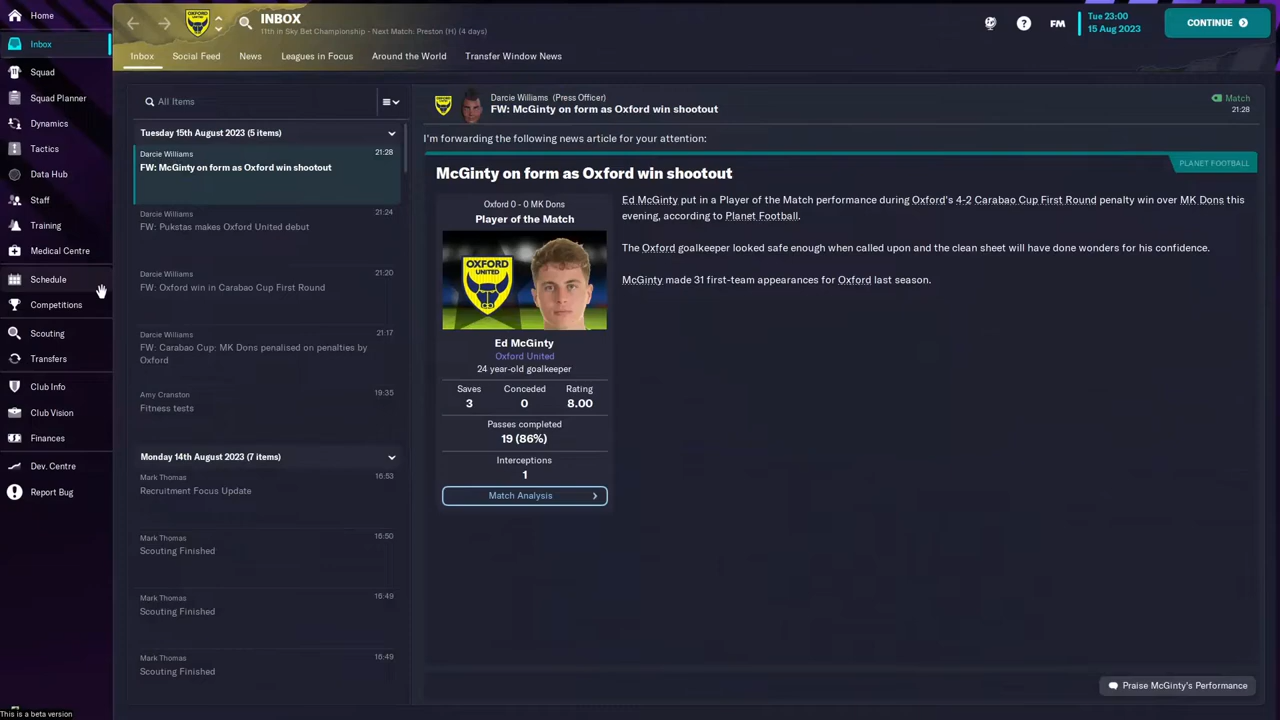 Home
Inbox
Squad
Squad Planner
Dynamics
Tactics
Data Hub
Staff
Training
Medical Centre
Schedule
Competitions
Scouting
Transfers
Club Info
Club Vision
Finances
Dev. Centre
Report Bug
This is a beta version
INBOX
11th in Sky Bet Championship - Next Match: Preston (H) (4 days)
FM
Tue 23:00
15 Aug 2023
CONTINUE
Inbox Social Feed News Leagues in Focus Around the World Transfer Window News
All Items
Tuesday 15th August 2023 (5 items)
Darcie Williams 21:28
FW: McGinty on form as Oxford win shootout
Darcie Williams 21:24
FW: Pukstas makes Oxford United debut
Darcie Williams 21:20
FW: Oxford win in Carabao Cup First Round
Darcie Williams 21:17
FW: Carabao Cup: MK Dons penalised on penalties by
Oxford
Amy Cranston 19:35
Fitness tests
Monday 14th August 2023 (7 items)
Mark Thomas 16:53
Recruitment Focus Update
Mark Thomas 16:50
Scouting Finished
Mark Thomas 16:49
Scouting Finished
Mark Thomas 16:49
Scouting Finished
Darcie Williams (Press Officer)
FW: McGinty on form as Oxford win shootout
Match
21:28
I'm forwarding the following news article for your attention:
PLANET FOOTBALL
McGinty on form as Oxford win shootout
Oxford 0 - 0 MK Dons
Player of the Match
OXFORD
UNITED
Ed McGinty
Oxford United
24 year-old goalkeeper
Saves Conceded Rating
3 0 8.00
Passes completed
19 (86%)
Interceptions
1
Match Analysis
Ed McGinty put in a Player of the Match performance during Oxford's 4-2 Carabao Cup First Round penalty win over MK Dons this
evening, according to Planet Football.
The Oxford goalkeeper looked safe enough when called upon and the clean sheet will have done wonders for his confidence.
McGinty made 31 first-team appearances for Oxford last season.
Praise McGinty's Performance